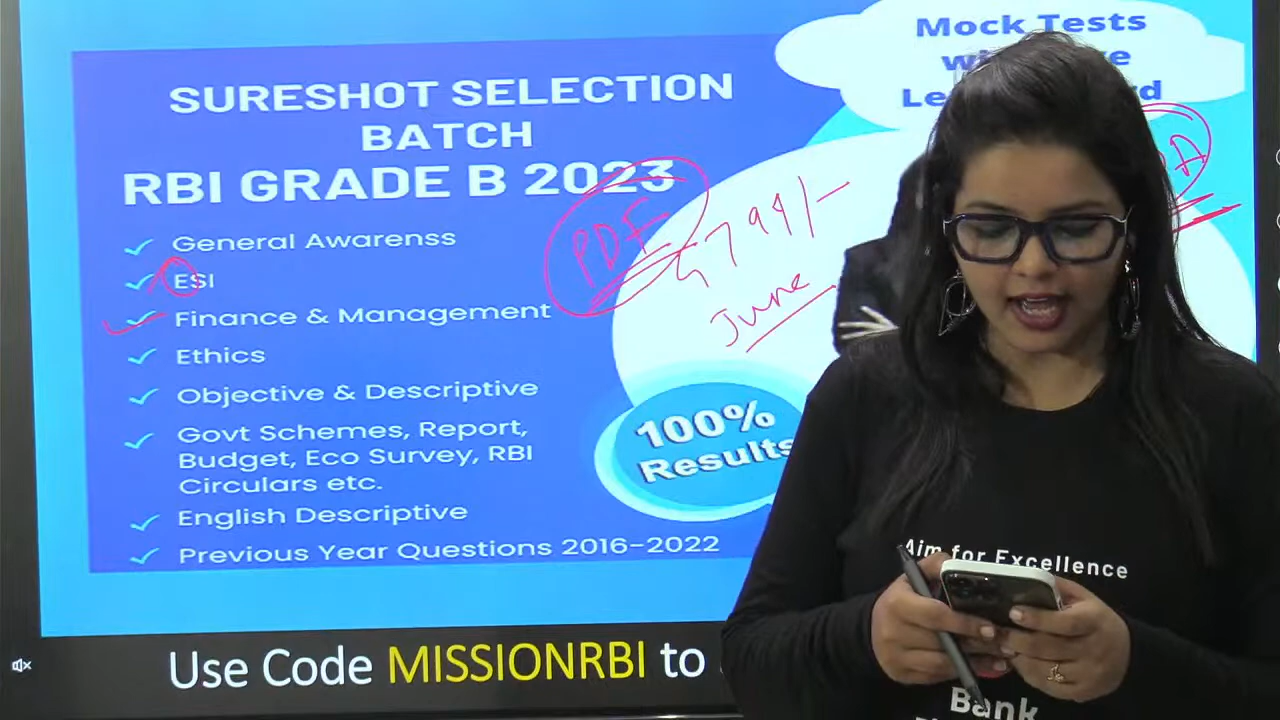 Mock Tests
SURESHOT SELECTION
BATCH
RBI GRADE B 2023
General Awarenss
ESI
Finance & Management
Ethics
Objective & Descriptive
Govt Schemes, Report,
Budget, Eco Survey, RBI
Circulars etc.
English Descriptive
Previous Year Questions 2016-2022
PDF
June
100%
Results
Use Code MISSIONRBI to
Aim for Excellence
Bank